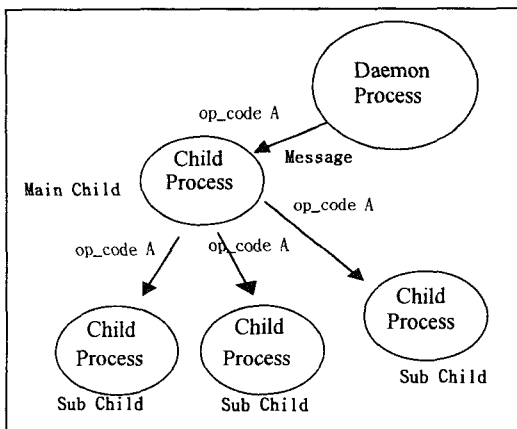 Daemon
Process
op_code A
Message
Child
Process
Main Child
op_code A
op_code A
op_code A
Child
Process
Child
Process
Child
Process
Sub Child
Sub Child
Sub Child